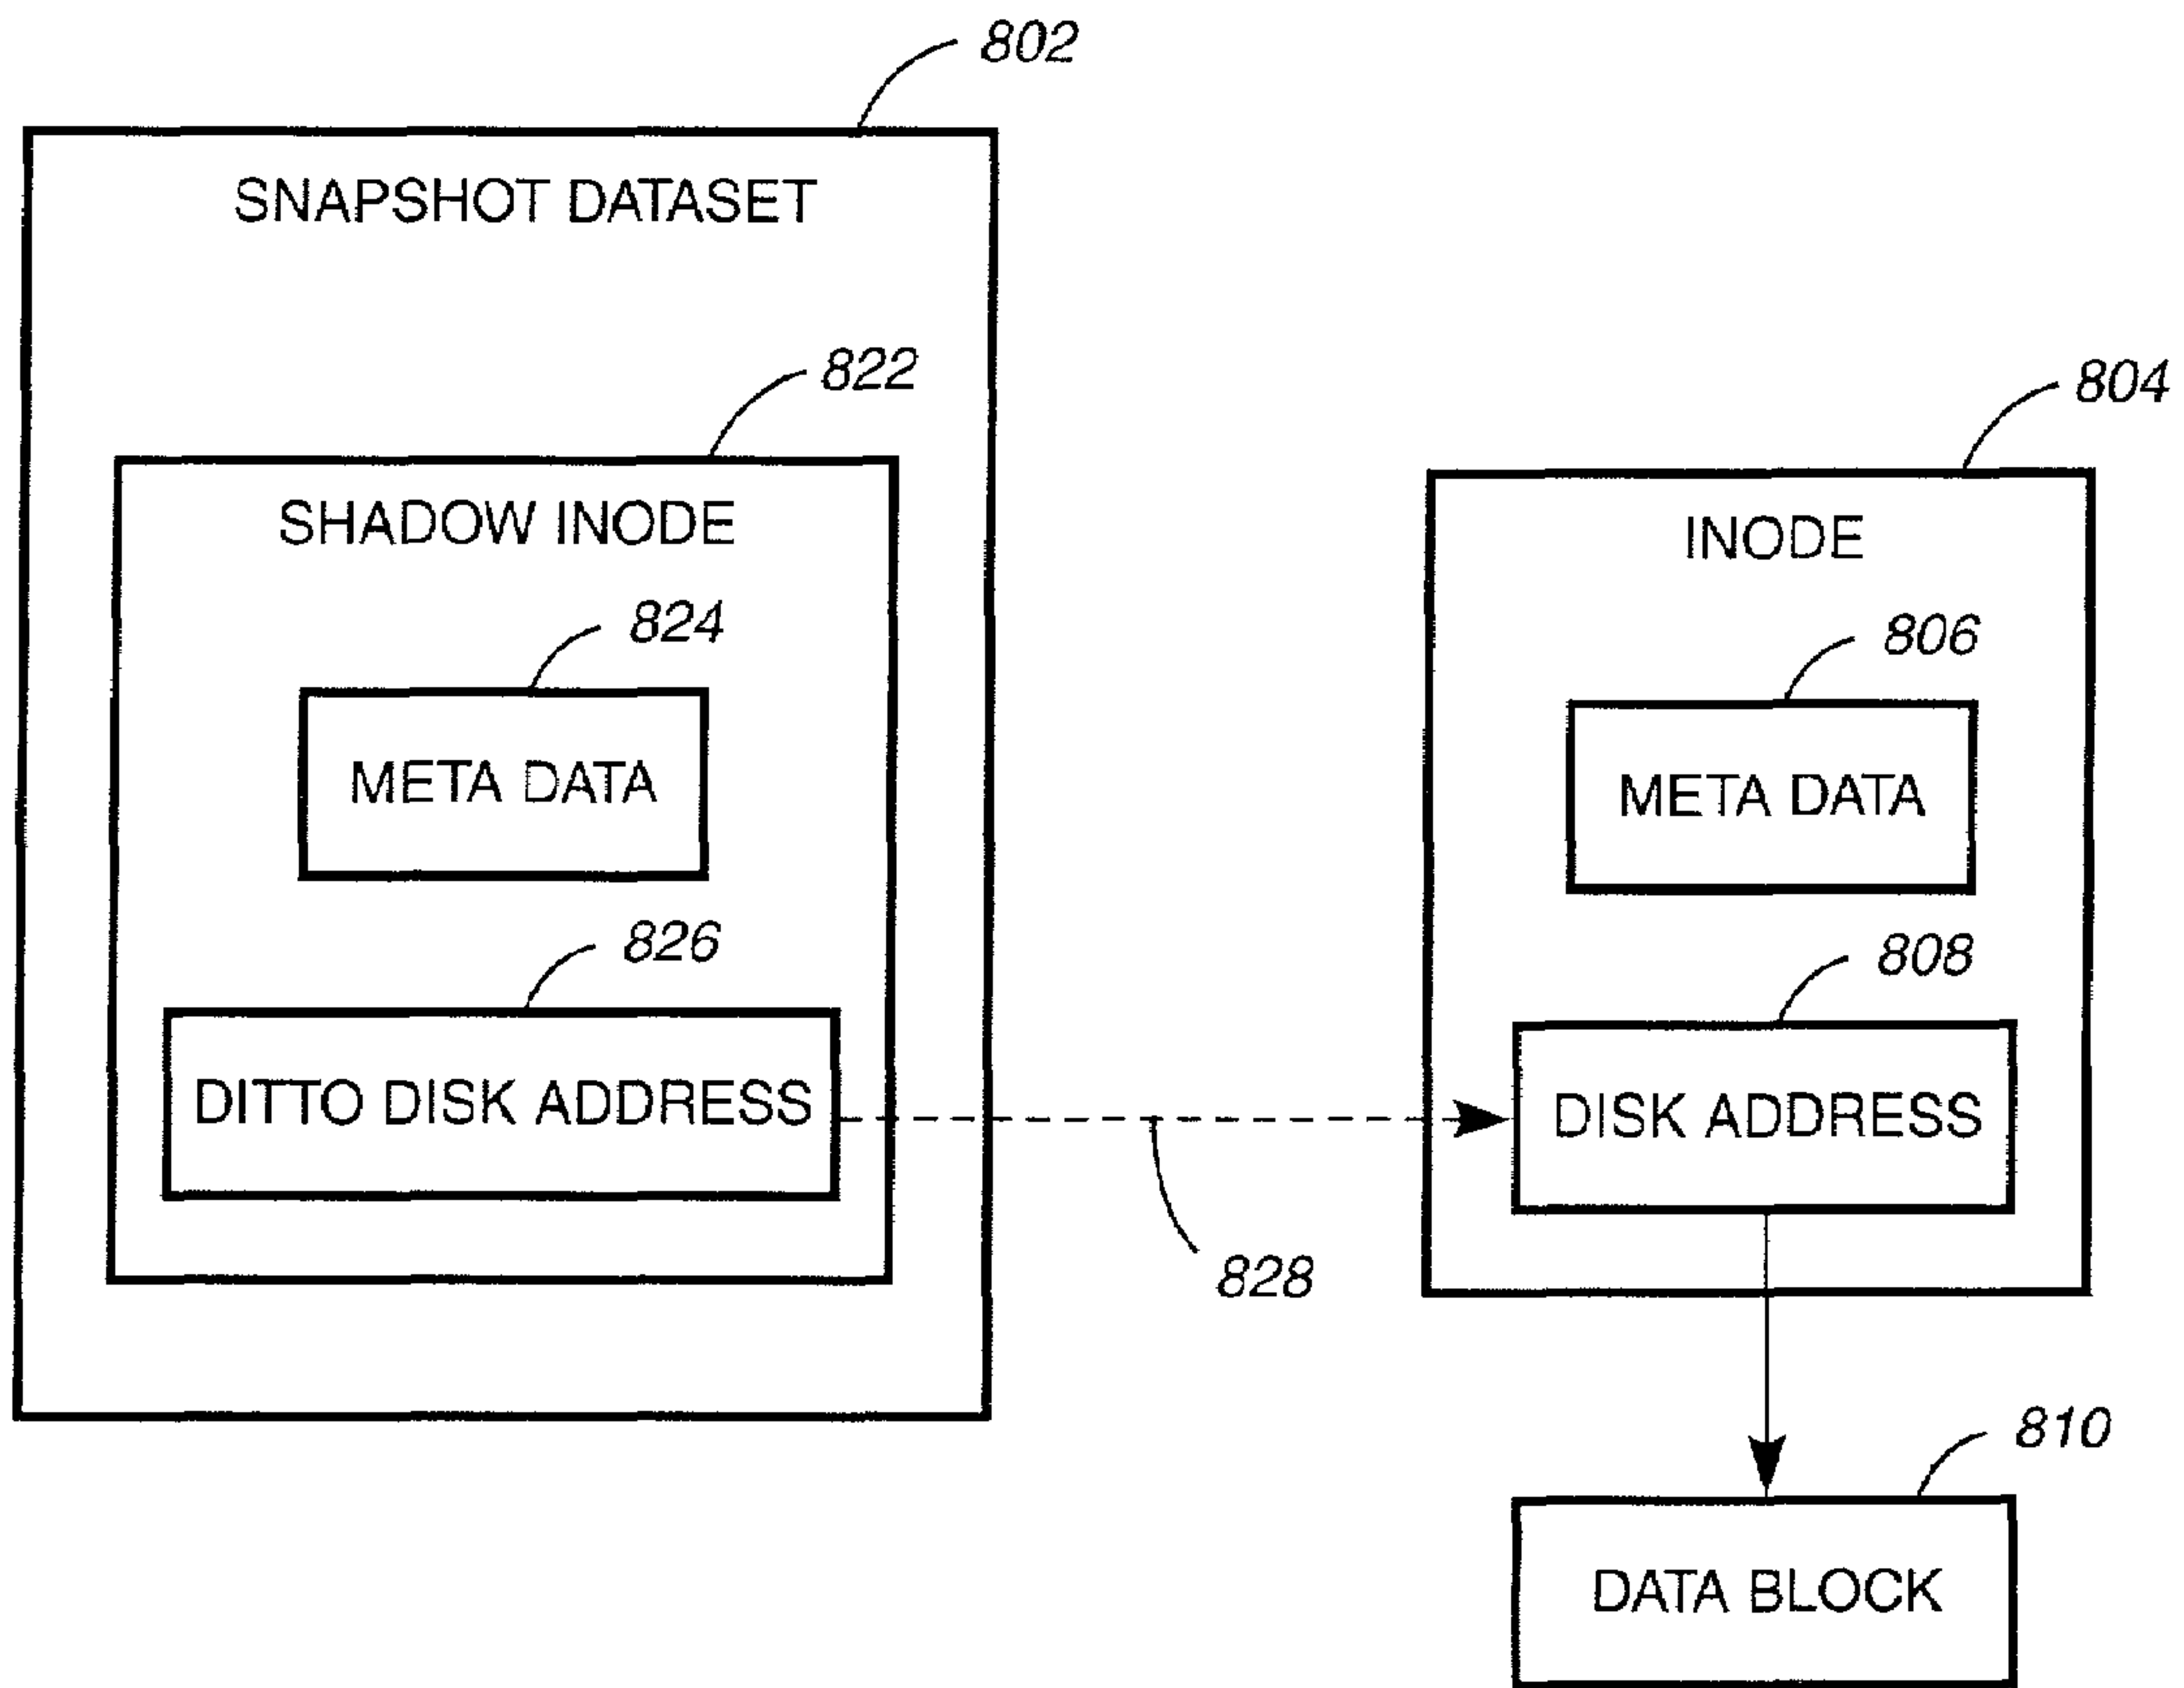 802
SNAPSHOT DATASET
822
804
SHADOW INODE
INODE
824
806
META DATA
META DATA
826
808
DITTO DISK ADDRESS
DISK ADDRESS
828
810
DATA BLOCK